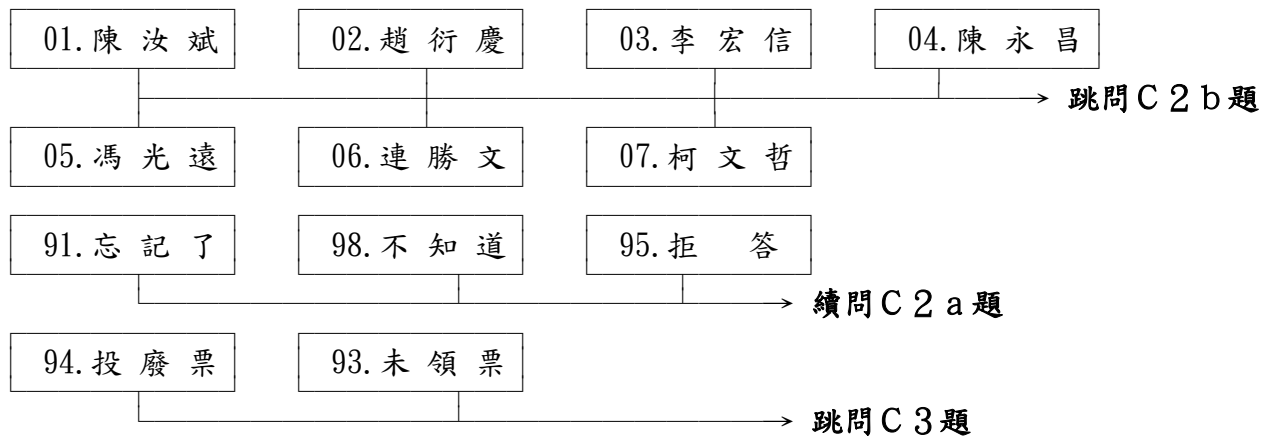 01.陳 汝 斌 02.趙 衍 慶 03.李 宏 信 04.陳 永 昌
跳問C2b題
05.馮 光 遠 06.連 勝 文 07.柯 文 哲
91.忘 記 了 98.不 知 道 95.拒 答
續問C2a題
94.投 廢 票 93.未 領 票
跳問C3題